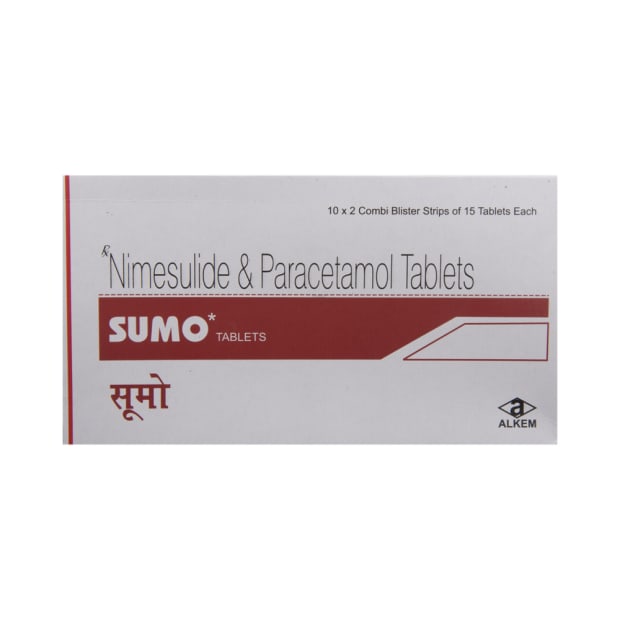 10 x 2 Combi Blister Strips of 15 Tablets Each
℞ Nimesulide & Paracetamol Tablets
SUMO* TABLETS
सूमो
a
ALKEM